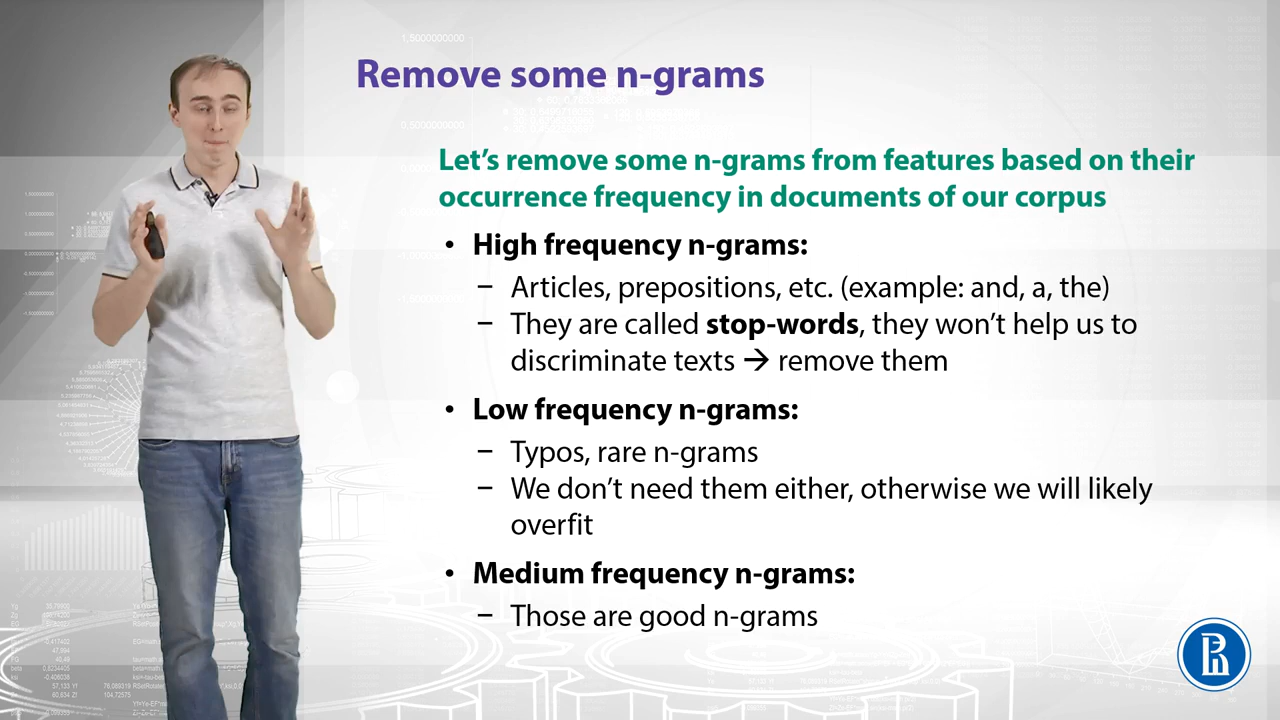 Remove some n-grams
Let's remove some n-grams from features based on their
occurrence frequency in documents of our corpus
• High frequency n-grams:
– Articles, prepositions, etc. (example: and, a, the)
– They are called stop-words, they won't help us to
discriminate texts → remove them
• Low frequency n-grams:
– Typos, rare n-grams
– We don't need them either, otherwise we will likely
overfit
• Medium frequency n-grams:
– Those are good n-grams